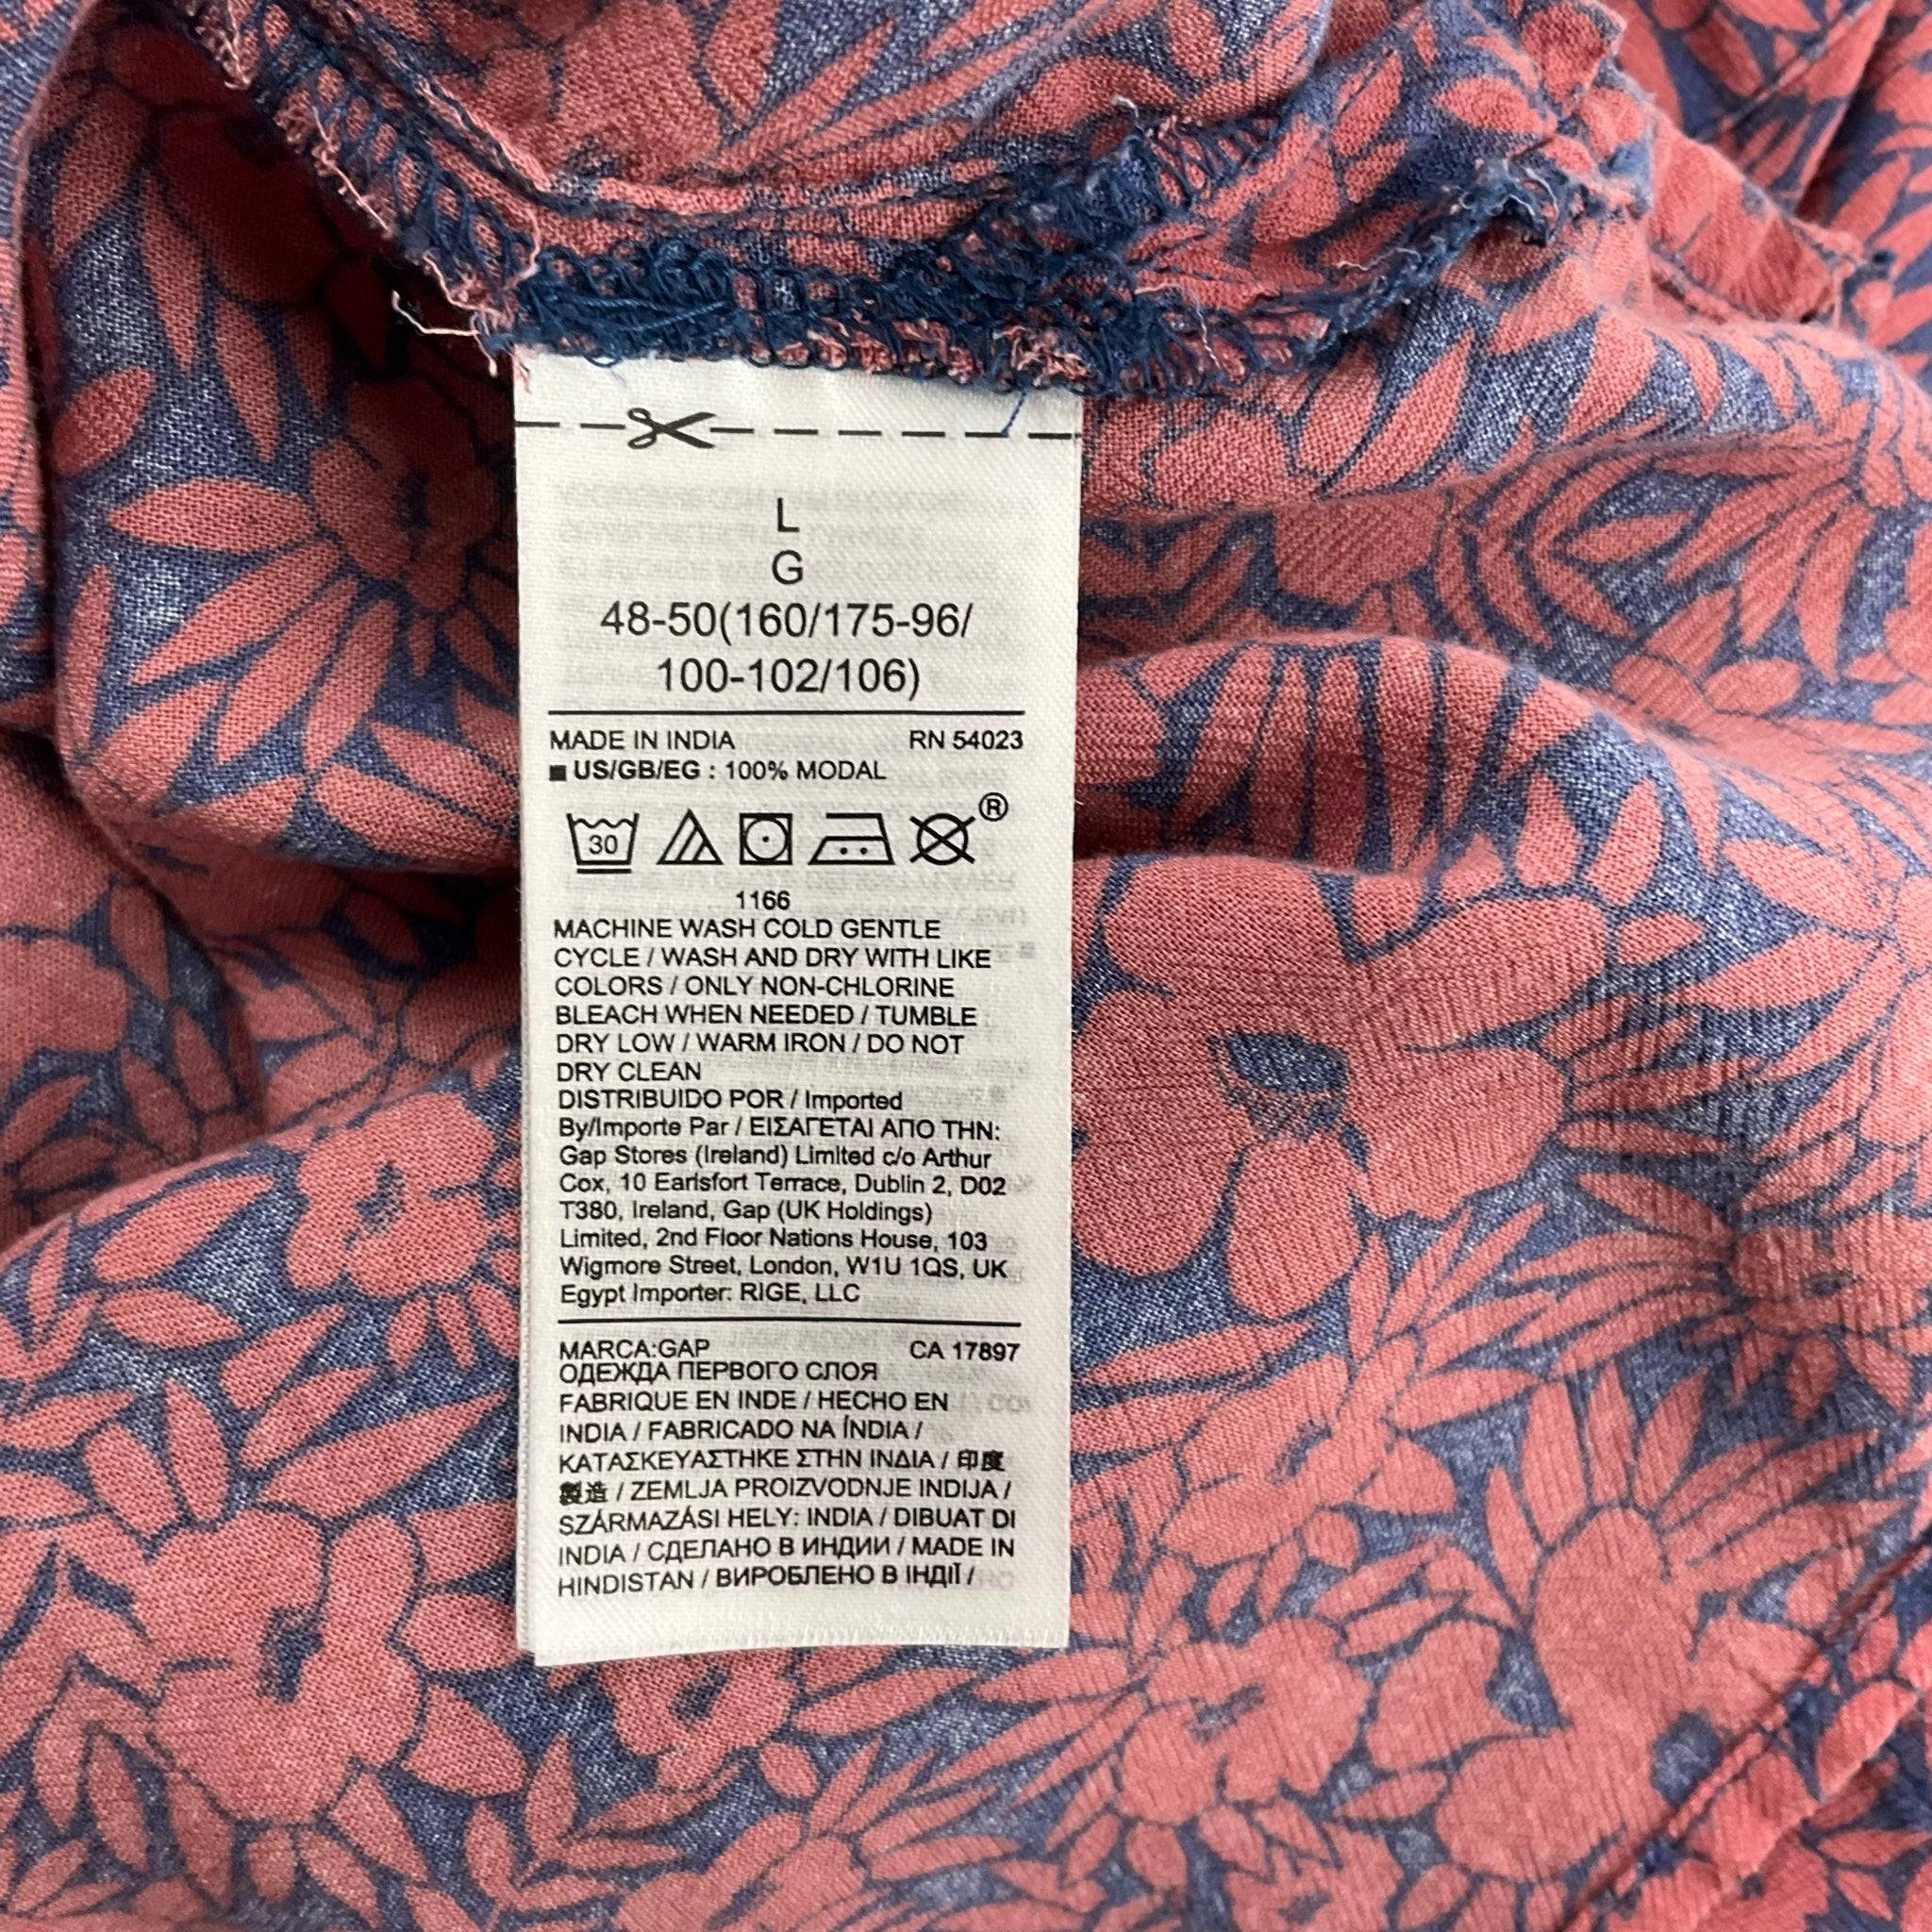 L
G
48-50(160/175-96/
100-102/106)
MADE IN INDIA RN 54023
US/GB/EG : 100% MODAL
30 ®
1166
MACHINE WASH COLD GENTLE
CYCLE / WASH AND DRY WITH LIKE
COLORS / ONLY NON-CHLORINE
BLEACH WHEN NEEDED / TUMBLE
DRY LOW / WARM IRON / DO NOT
DRY CLEAN
DISTRIBUIDO POR / Imported
By/Importe Par / ΕΙΣΑΓΕΤΑΙ ΑΠΟ ΤΗΝ:
Gap Stores (Ireland) Limited c/o Arthur
Cox, 10 Earlsfort Terrace, Dublin 2, D02
T380, Ireland, Gap (UK Holdings)
Limited, 2nd Floor Nations House, 103
Wigmore Street, London, W1U 1QS, UK
Egypt Importer: RIGE, LLC
MARCA:GAP CA 17897
ОДЕЖДА ПЕРВОГО СЛОЯ
FABRIQUE EN INDE / HECHO EN
INDIA / FABRICADO NA ÍNDIA /
ΚΑΤΑΣΚΕΥΑΣΤΗΚΕ ΣΤΗΝ ΙΝΔΙΑ / 印度
製造 / ZEMLJA PROIZVODNJE INDIJA /
SZÁRMAZÁSI HELY: INDIA / DIBUAT DI
INDIA / СДЕЛАНО В ИНДИИ / MADE IN
HINDISTAN / ВИРОБЛЕНО В ІНДІЇ /